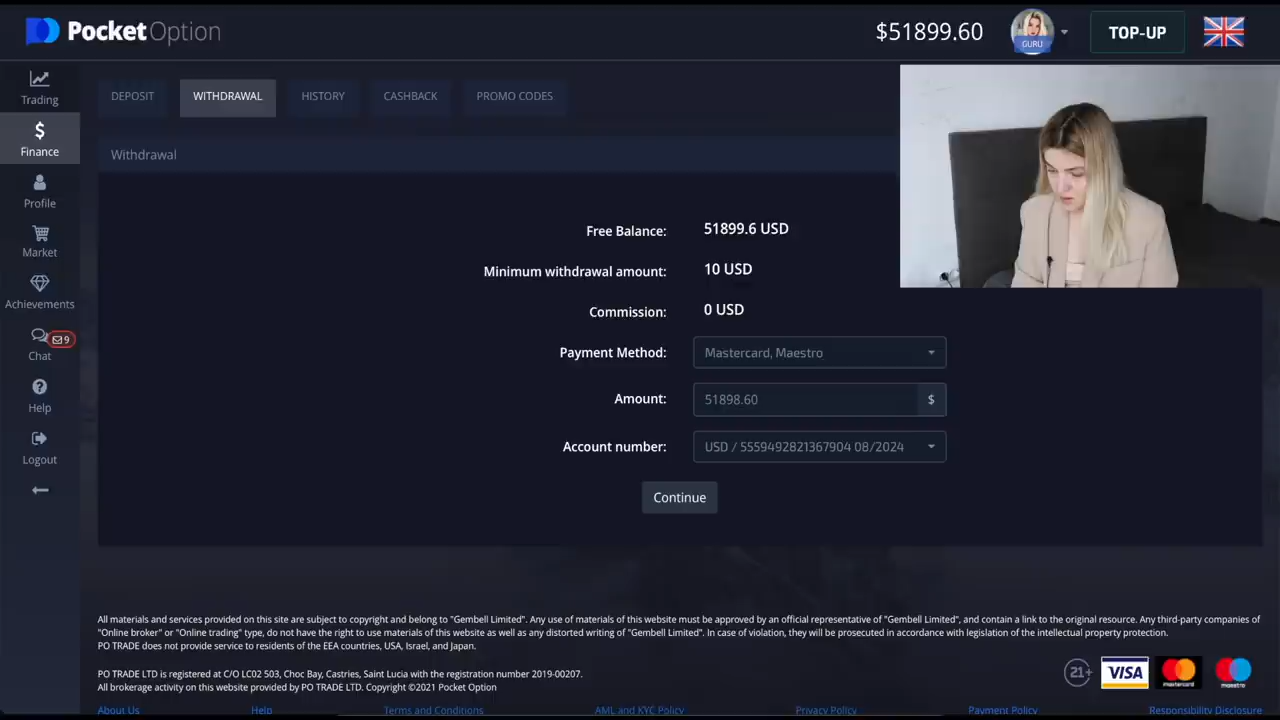 PocketOption
$51899.60
GURU
TOP-UP
Trading
Finance
Profile
Market
Achievements
9
Chat
Help
Logout
DEPOSIT
WITHDRAWAL
HISTORY
CASHBACK
PROMO CODES
Withdrawal
Free Balance: 51899.6 USD
Minimum withdrawal amount: 10 USD
Commission: 0 USD
Payment Method: Mastercard, Maestro
Amount: 51898.60 $
Account number: USD / 5559492821367904 08/2024
Continue
All materials and services provided on this site are subject to copyright and belong to "Gembell Limited". Any use of materials of this website must be approved by an official representative of "Gembell Limited", and contain a link to the original resource. Any third-party companies of
"Online broker" or "Online trading" type, do not have the right to use materials of this website as well as any distorted writing of "Gembell Limited". In case of violation, they will be prosecuted in accordance with legislation of the intellectual property protection.
PO TRADE does not provide service to residents of the EEA countries, USA, Israel, and Japan.
PO TRADE LTD is registered at C/O LC02 503, Choc Bay, Castries, Saint Lucia with the registration number 2019-00207.
All brokerage activity on this website provided by PO TRADE LTD. Copyright ©2021 Pocket Option
21+
VISA
mastercard
maestro
About Us
Help
Terms and Conditions
AML and KYC Policy
Privacy Policy
Payment Policy
Responsibility Disclosure